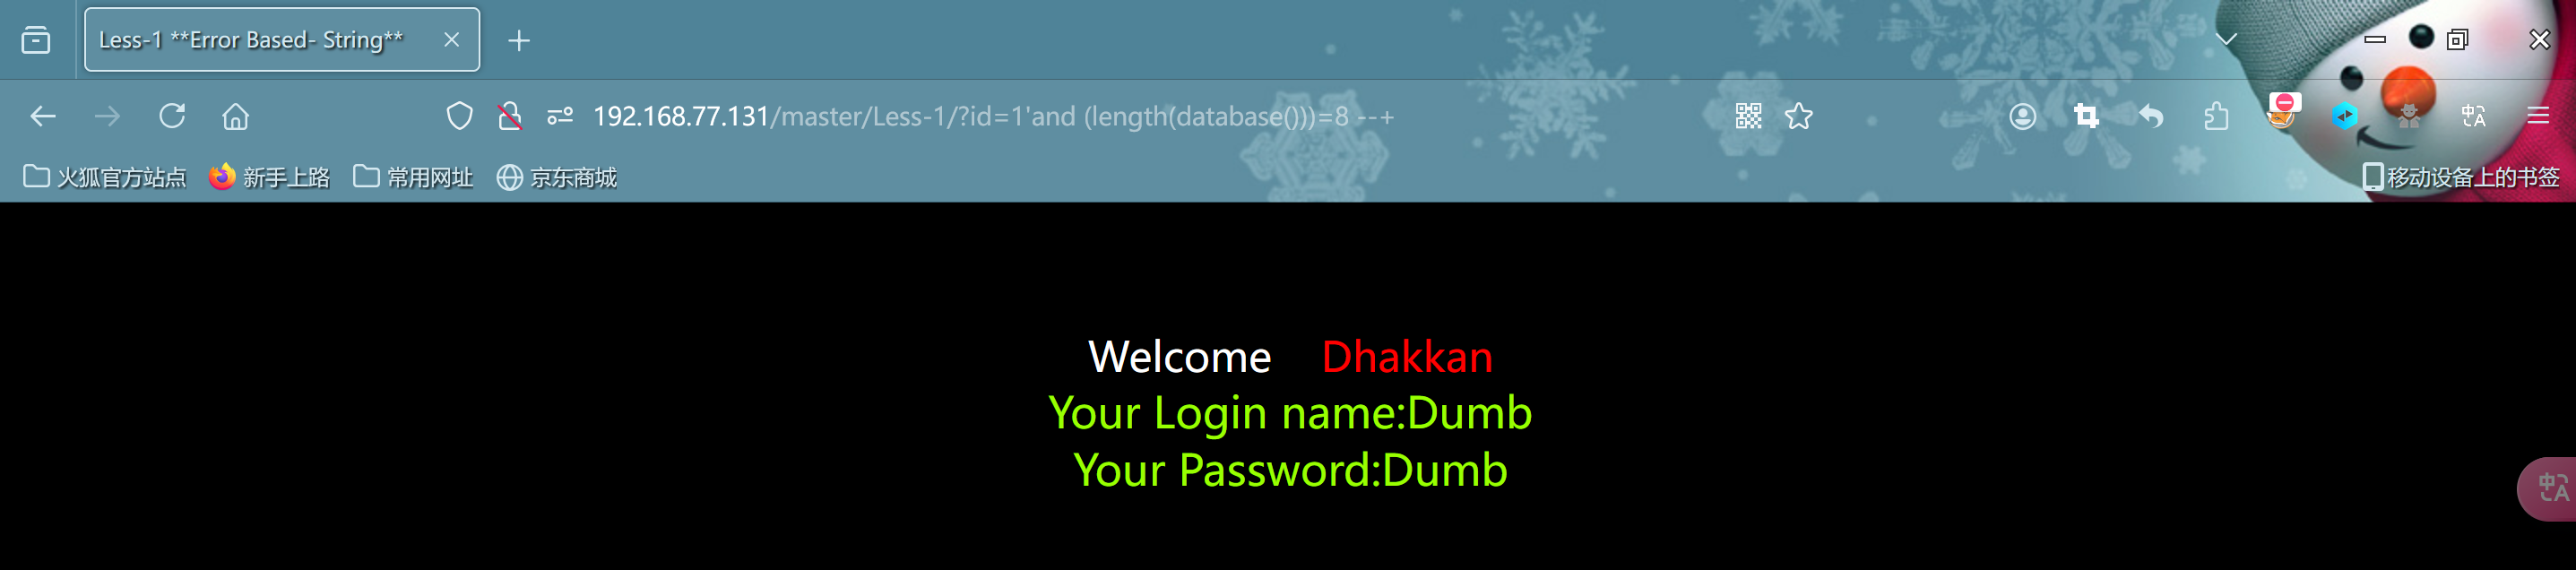 Less-1 **Error Based- String**
192.168.77.131/master/Less-1/?id=1'and (length(database()))=8 --+
火狐官方站点 新手上路 常用网址 京东商城 移动设备上的书签
Welcome Dhakkan
Your Login name:Dumb
Your Password:Dumb